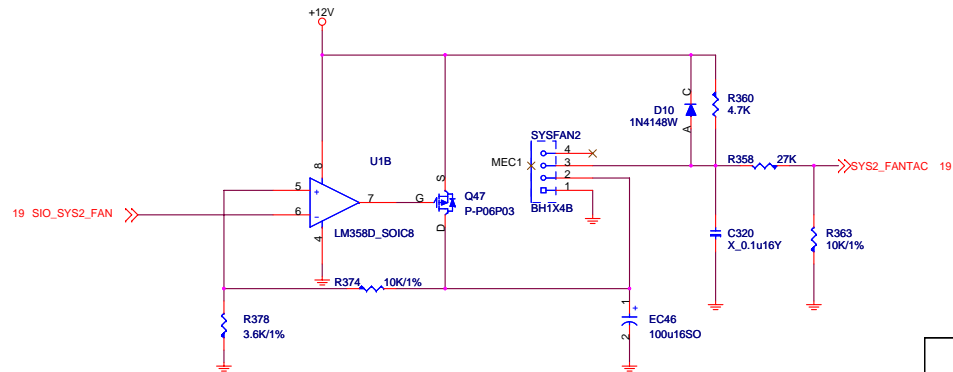 +12V
C
D10
1N4148W
A
R360
4.7K
SYSFAN2
MEC1
4
3
2
1
BH1X4B
R358
27K
SYS2_FANTAC 19
U1B
8
5
+
6
-
7
4
LM358D_SOIC8
19 SIO_SYS2_FAN
S
G
D
Q47
P-P06P03
C320
X_0.1u16Y
R363
10K/1%
R374
10K/1%
R378
3.6K/1%
1
+
2
EC46
100u16SO